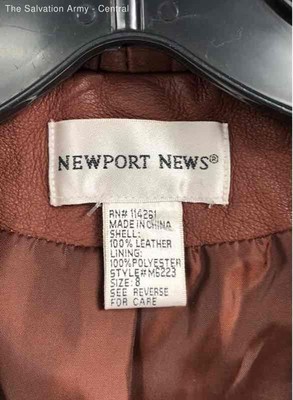 The Salvation Army - Central
NEWPORT NEWS®
RN# 114261
MADE IN CHINA
SHELL:
100% LEATHER
LINING:
100%POLYESTER
STYLE#M6223
SIZE: 8
SEE REVERSE
FOR CARE